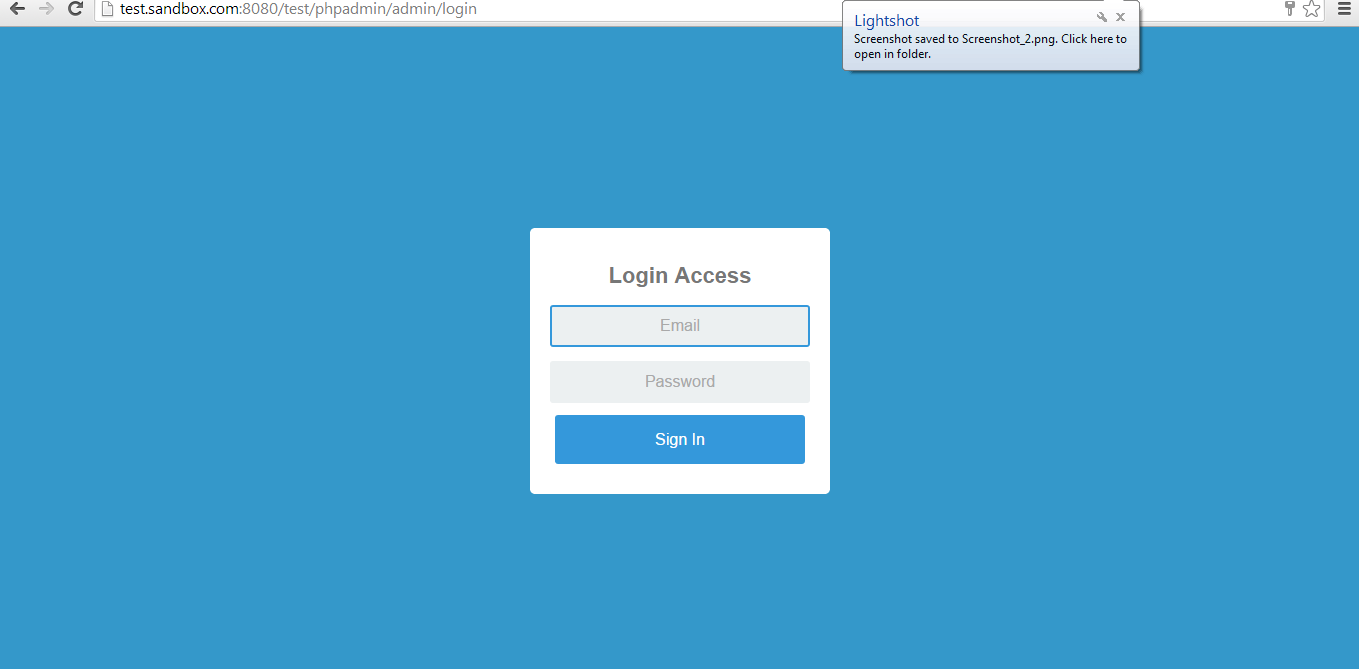 test.sandbox.com:8080/test/phpadmin/admin/login
Lightshot
Screenshot saved to Screenshot_2.png. Click here to
open in folder.
Login Access
Email
Password
Sign In